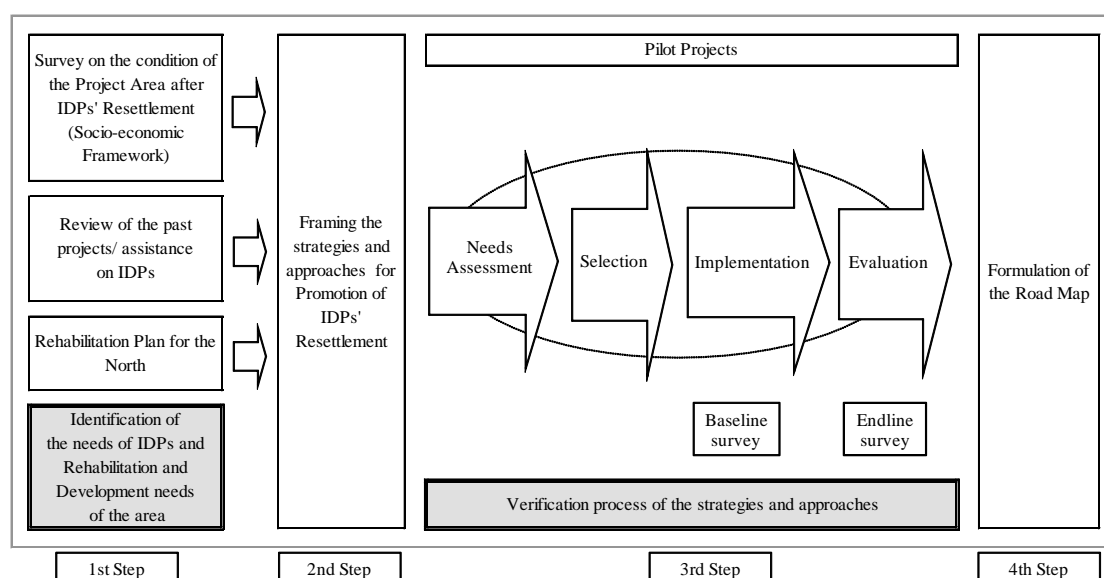 Survey on the condition of
the Project Area after
IDPs' Resettlement
(Socio-economic
Framework)
Review of the past
projects/ assistance
on IDPs
Rehabilitation Plan for the
North
Identification of
the needs of IDPs and
Rehabilitation and
Development needs
of the area
Framing the
strategies and
approaches for
Promotion of
IDPs'
Resettlement
Pilot Projects
Needs
Assessment
Selection
Implementation
Evaluation
Baseline
survey
Endline
survey
Verification process of the strategies and approaches
Formulation of
the Road Map
1st Step
2nd Step
3rd Step
4th Step